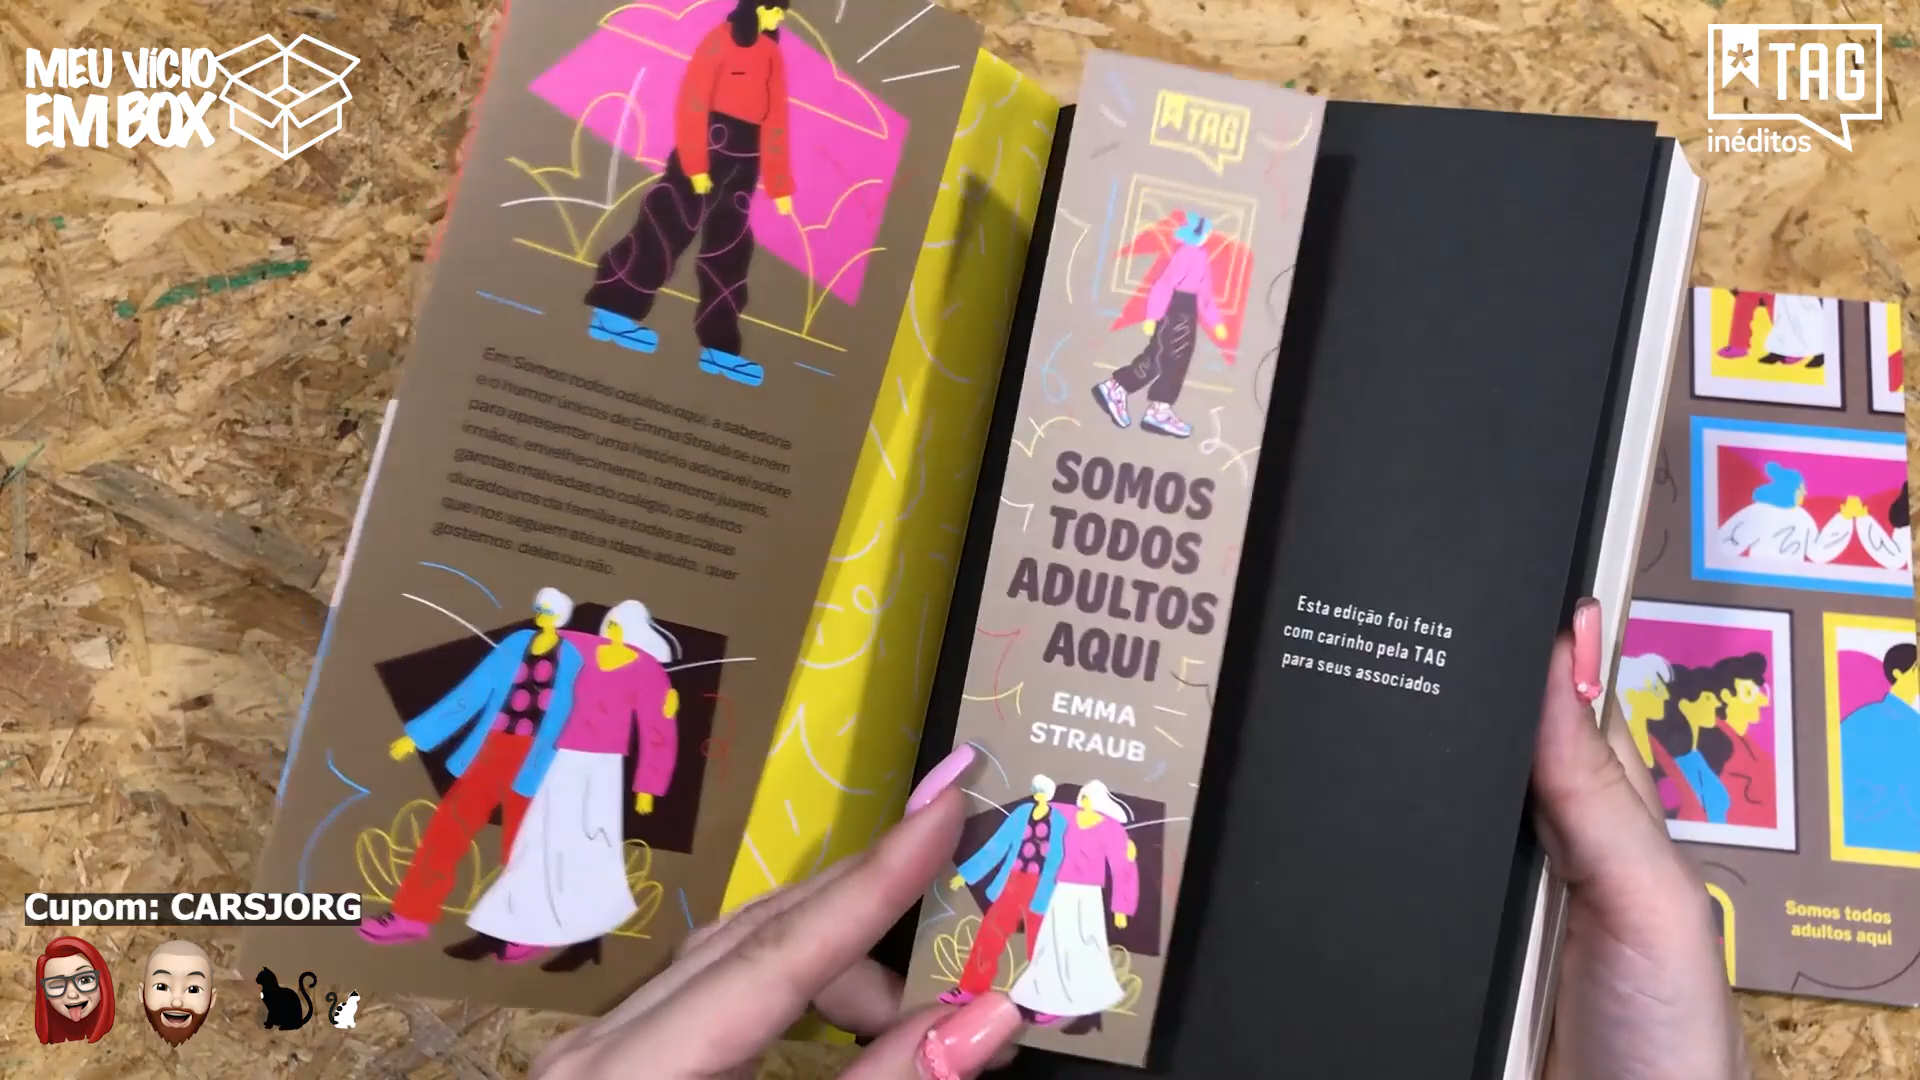 MEU VÍCIO
EM BOX
TAG
inéditos
Em Somos todos adultos aqui, a sabedoria
e o humor únicos de Emma Straub se unem
para apresentar uma história adorável sobre
irmãos, envelhecimento, namoros juvenis,
garotas malvadas do colégio, os efeitos
duradouros da família e todas as coisas
que nos seguem até a idade adulta, quer
gostemos delas ou não.
TAG
SOMOS
TODOS
ADULTOS
AQUI
EMMA
STRAUB
Esta edição foi feita
com carinho pela TAG
para seus associados
Somos todos
adultos aqui
Cupom: CARSJORG